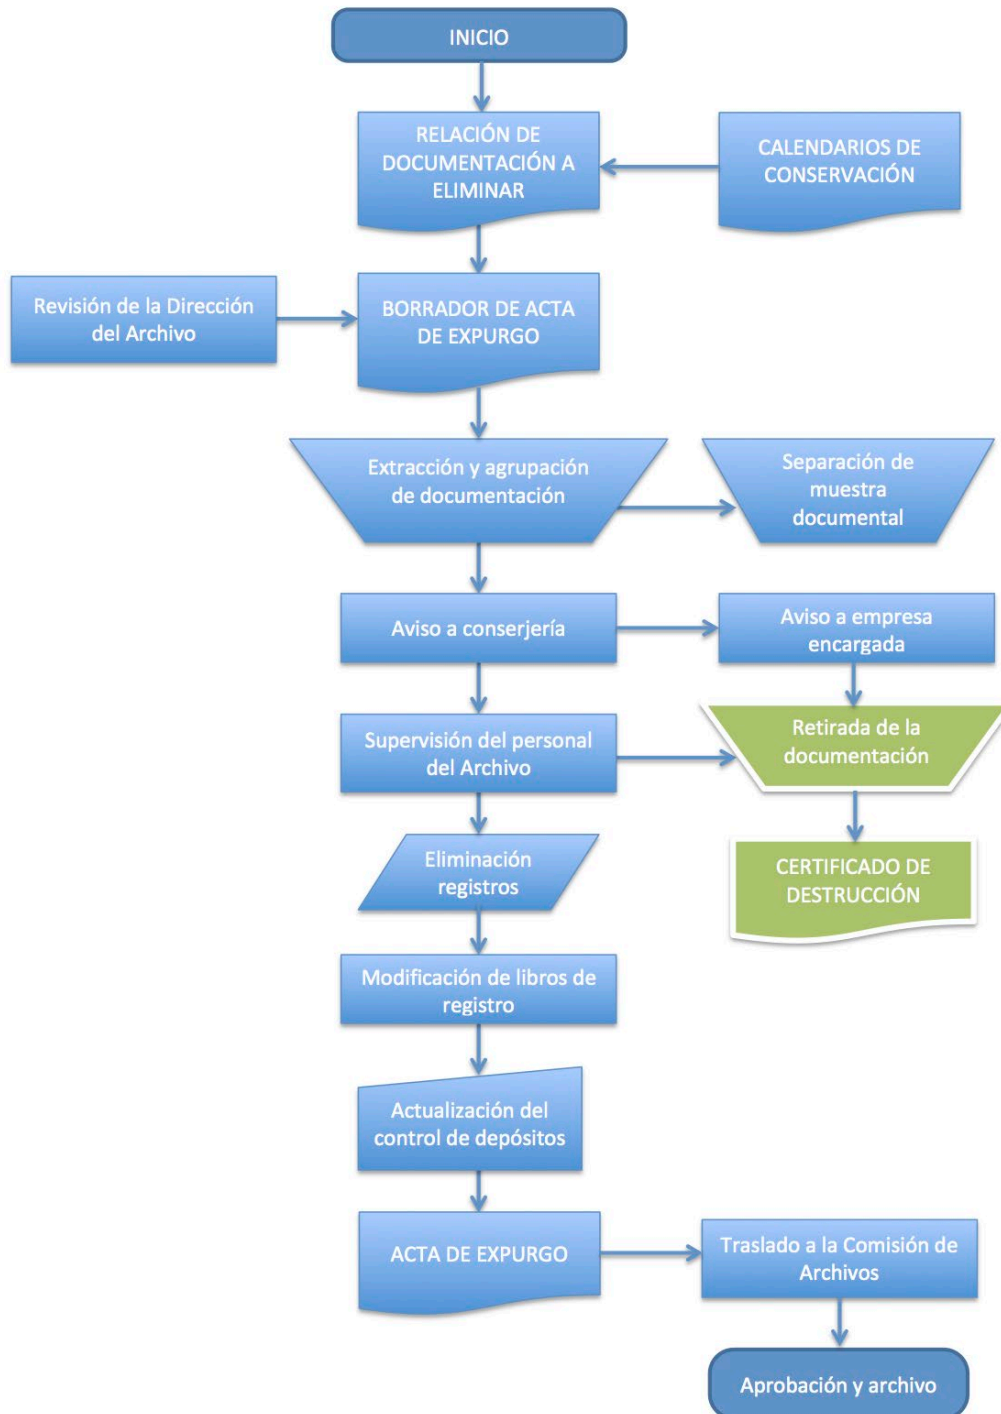 INICIO
RELACIÓN DE
DOCUMENTACIÓN A
ELIMINAR
CALENDARIOS DE
CONSERVACIÓN
Revisión de la Dirección
del Archivo
BORRADOR DE ACTA
DE EXPURGO
Extracción y agrupación
de documentación
Separación de
muestra
documental
Aviso a conserjería
Aviso a empresa
encargada
Supervisión del personal
del Archivo
Retirada de la
documentación
Eliminación
registros
CERTIFICADO DE
DESTRUCCIÓN
Modificación de libros de
registro
Actualización del
control de depósitos
ACTA DE EXPURGO
Traslado a la Comisión de
Archivos
Aprobación y archivo